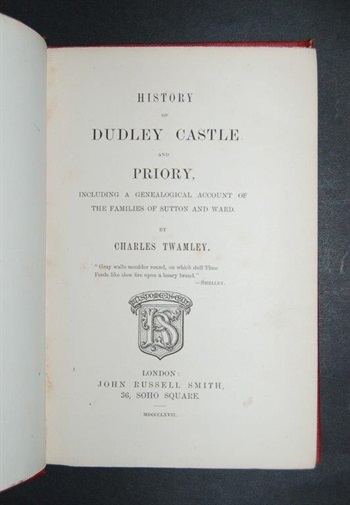 HISTORY
OF
DUDLEY CASTLE
AND
PRIORY,
INCLUDING A GENEALOGICAL ACCOUNT OF
THE FAMILIES OF SUTTON AND WARD.
BY
CHARLES TWAMLEY.
"Gray walls moulder round, on which dull Time
Feeds like slow fire upon a hoary brand."
—SHELLEY.
LONDON:
JOHN RUSSELL SMITH,
36, SOHO SQUARE.
MDCCCLXVII.